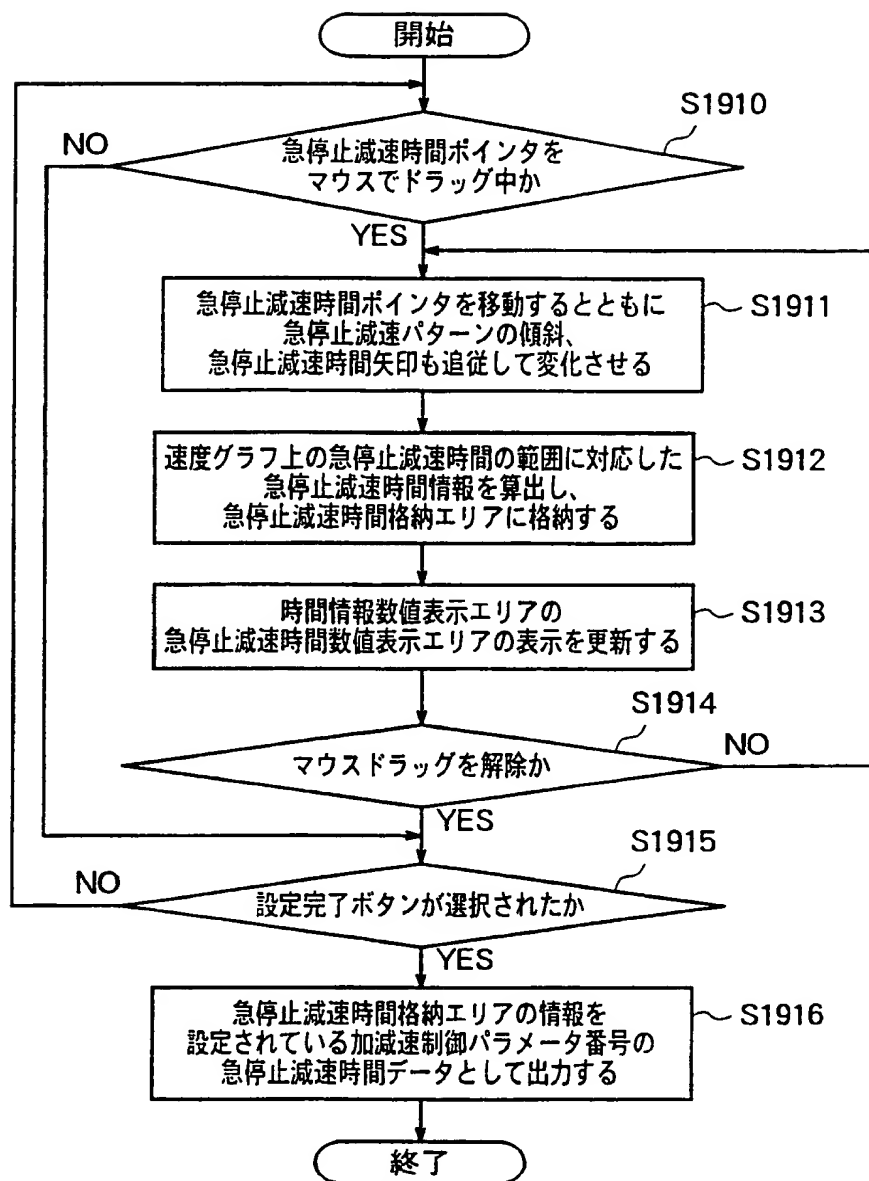 開始
S1910
NO
急停止減速時間ポインタを
マウスでドラッグ中か
YES
急停止減速時間ポインタを移動するとともに
急停止減速パターンの傾斜、
急停止減速時間矢印も追従して変化させる
S1911
速度グラフ上の急停止減速時間の範囲に対応した
急停止減速時間情報を算出し、
急停止減速時間格納エリアに格納する
S1912
時間情報数値表示エリアの
急停止減速時間数値表示エリアの表示を更新する
S1913
S1914
マウスドラッグを解除か
NO
YES
S1915
NO
設定完了ボタンが選択されたか
YES
急停止減速時間格納エリアの情報を
設定されている加減速制御パラメータ番号の
急停止減速時間データとして出力する
S1916
終了